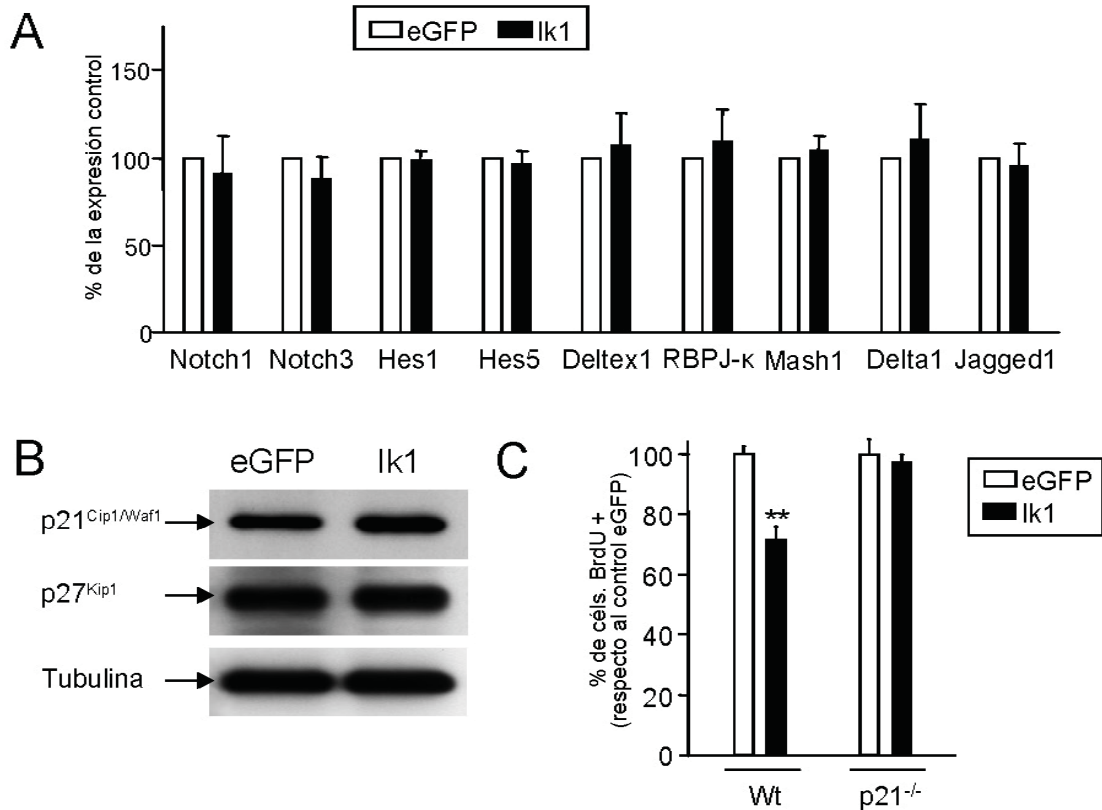 A
eGFP Ik1
% de la expresión control
150
100
50
0
Notch1 Notch3 Hes1 Hes5 Deltex1 RBPJ-κ Mash1 Delta1 Jagged1
B
eGFP Ik1
p21Cip1/Waf1
p27Kip1
Tubulina
C
% de céls. BrdU +
(respecto al control eGFP)
100
80
60
40
20
0
**
eGFP
Ik1
Wt p21-/-